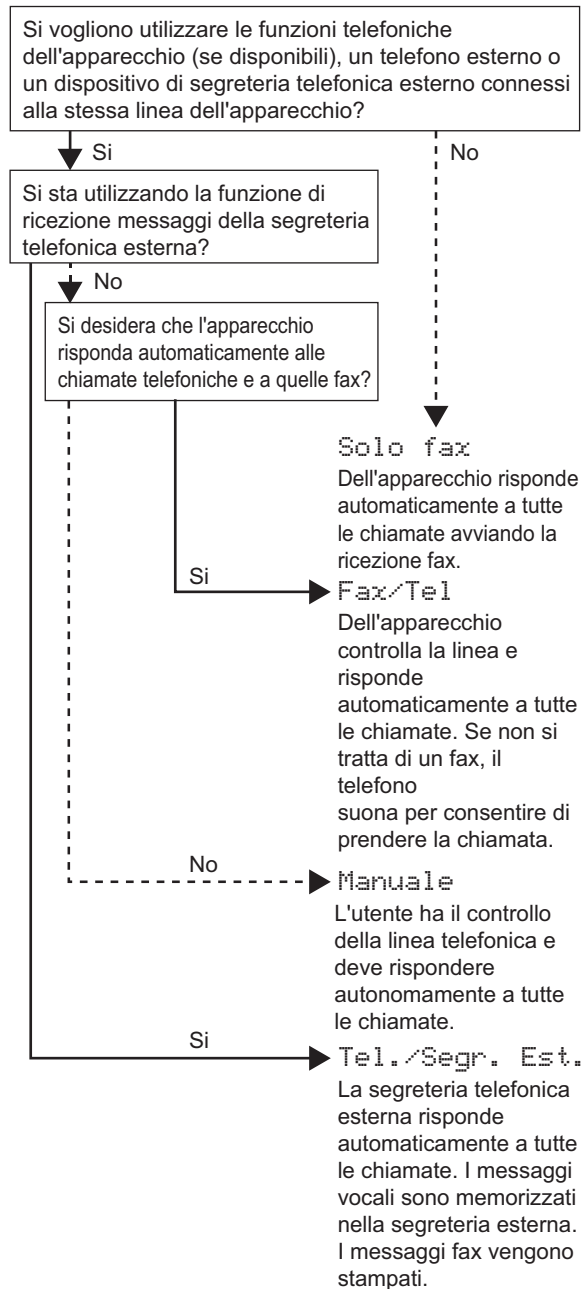 Si vogliono utilizzare le funzioni telefoniche
dell'apparecchio (se disponibili), un telefono esterno o
un dispositivo di segreteria telefonica esterno connessi
alla stessa linea dell'apparecchio?
Si
No
Si sta utilizzando la funzione di
ricezione messaggi della segreteria
telefonica esterna?
No
Si desidera che l'apparecchio
risponda automaticamente alle
chiamate telefoniche e a quelle fax?
Solo fax
Dell'apparecchio risponde
automaticamente a tutte
le chiamate avviando la
ricezione fax.
Si
Fax/Tel
Dell'apparecchio
controlla la linea e
risponde
automaticamente a tutte
le chiamate. Se non si
tratta di un fax, il
telefono
suona per consentire di
prendere la chiamata.
No
Manuale
L'utente ha il controllo
della linea telefonica e
deve rispondere
autonomamente a tutte
le chiamate.
Si
Tel./Segr. Est.
La segreteria telefonica
esterna risponde
automaticamente a tutte
le chiamate. I messaggi
vocali sono memorizzati
nella segreteria esterna.
I messaggi fax vengono
stampati.